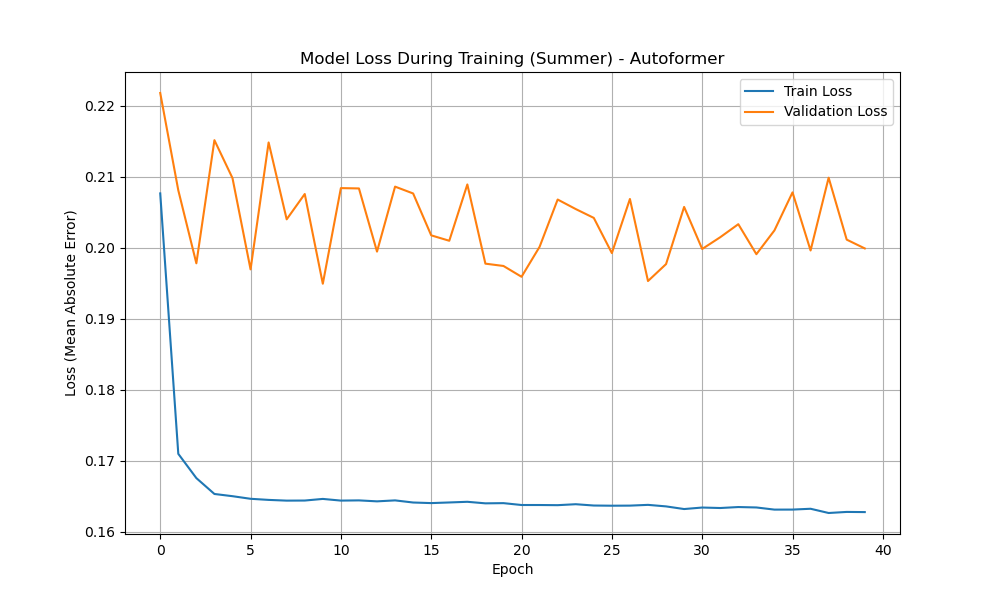 Model Loss During Training (Summer) - Autoformer
Train Loss
Validation Loss
Loss (Mean Absolute Error)
0.22
0.21
0.20
0.19
0.18
0.17
0.16
0 5 10 15 20 25 30 35 40
Epoch